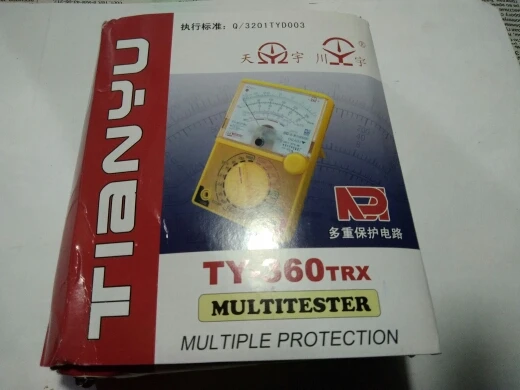 执行标准：Q/3201TYD003
天宇 川宇®
TIANYU
多重保护电路
TY-360TRX
MULTITESTER
MULTIPLE PROTECTION